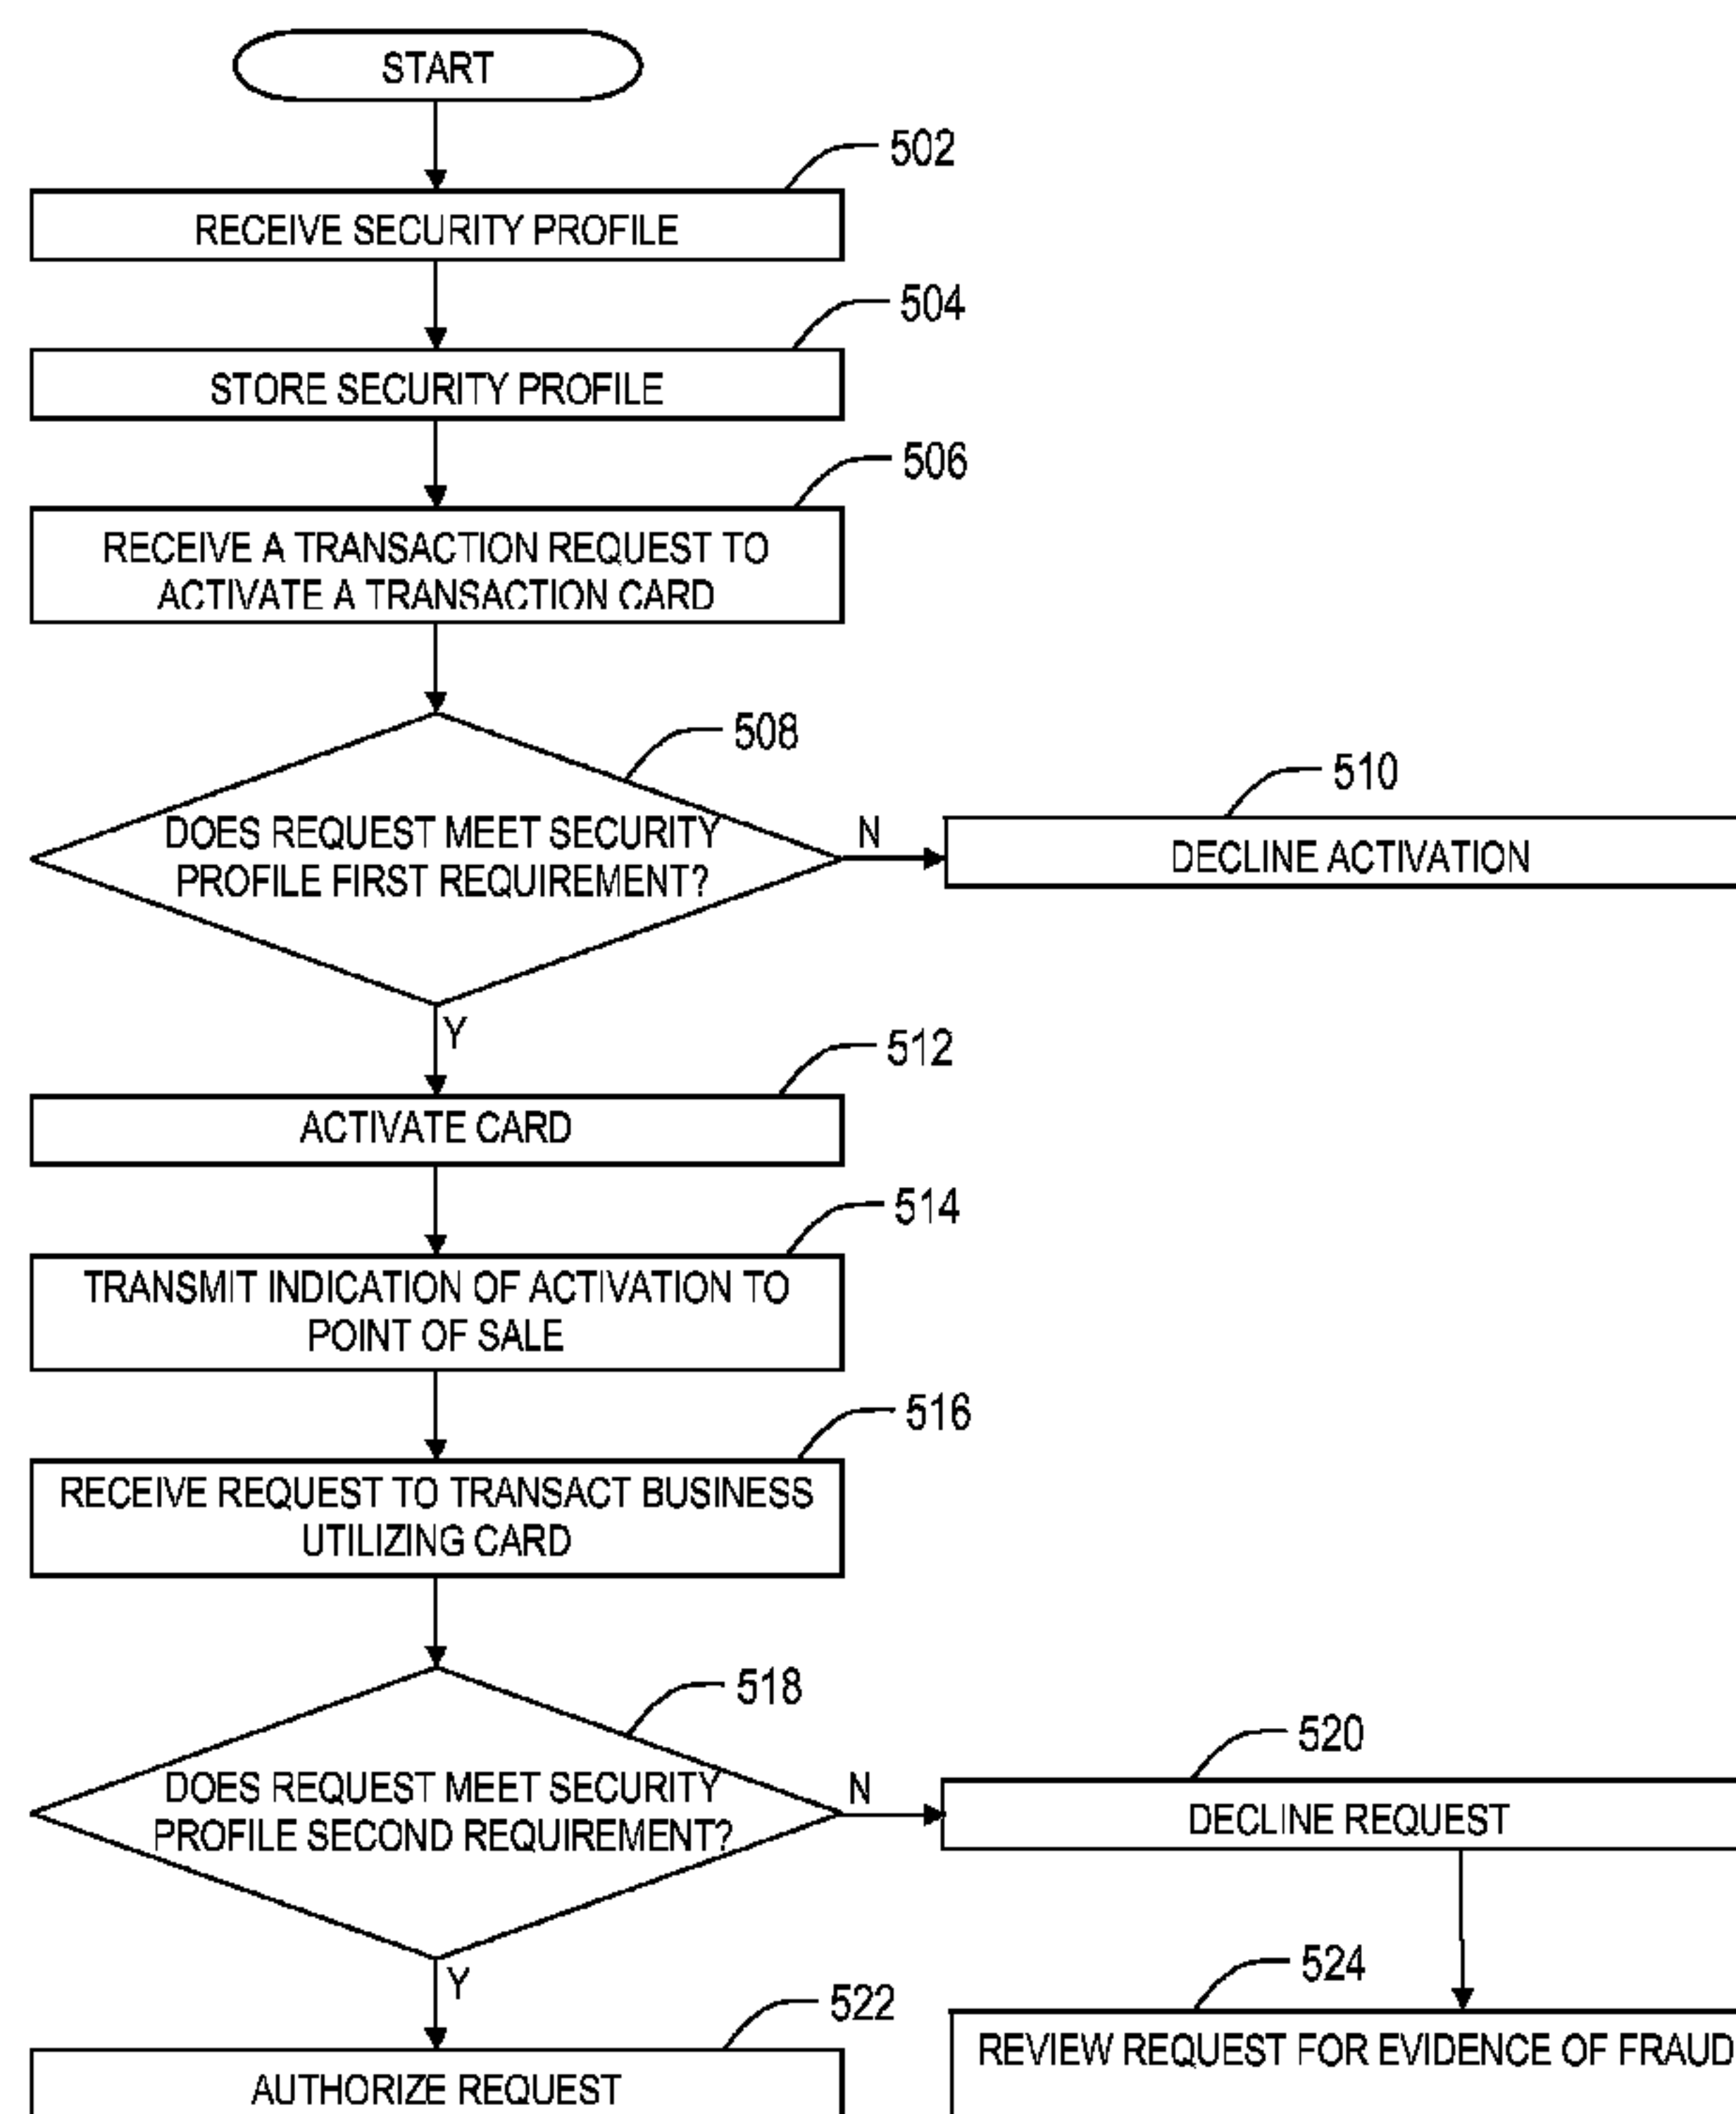 START
502
RECEIVE SECURITY PROFILE
504
STORE SECURITY PROFILE
506
RECEIVE A TRANSACTION REQUEST TO
ACTIVATE A TRANSACTION CARD
508
DOES REQUEST MEET SECURITY
PROFILE FIRST REQUIREMENT?
N
510
DECLINE ACTIVATION
Y
512
ACTIVATE CARD
514
TRANSMIT INDICATION OF ACTIVATION TO
POINT OF SALE
516
RECEIVE REQUEST TO TRANSACT BUSINESS
UTILIZING CARD
518
DOES REQUEST MEET SECURITY
PROFILE SECOND REQUIREMENT?
N
520
DECLINE REQUEST
Y
522
AUTHORIZE REQUEST
524
REVIEW REQUEST FOR EVIDENCE OF FRAUD